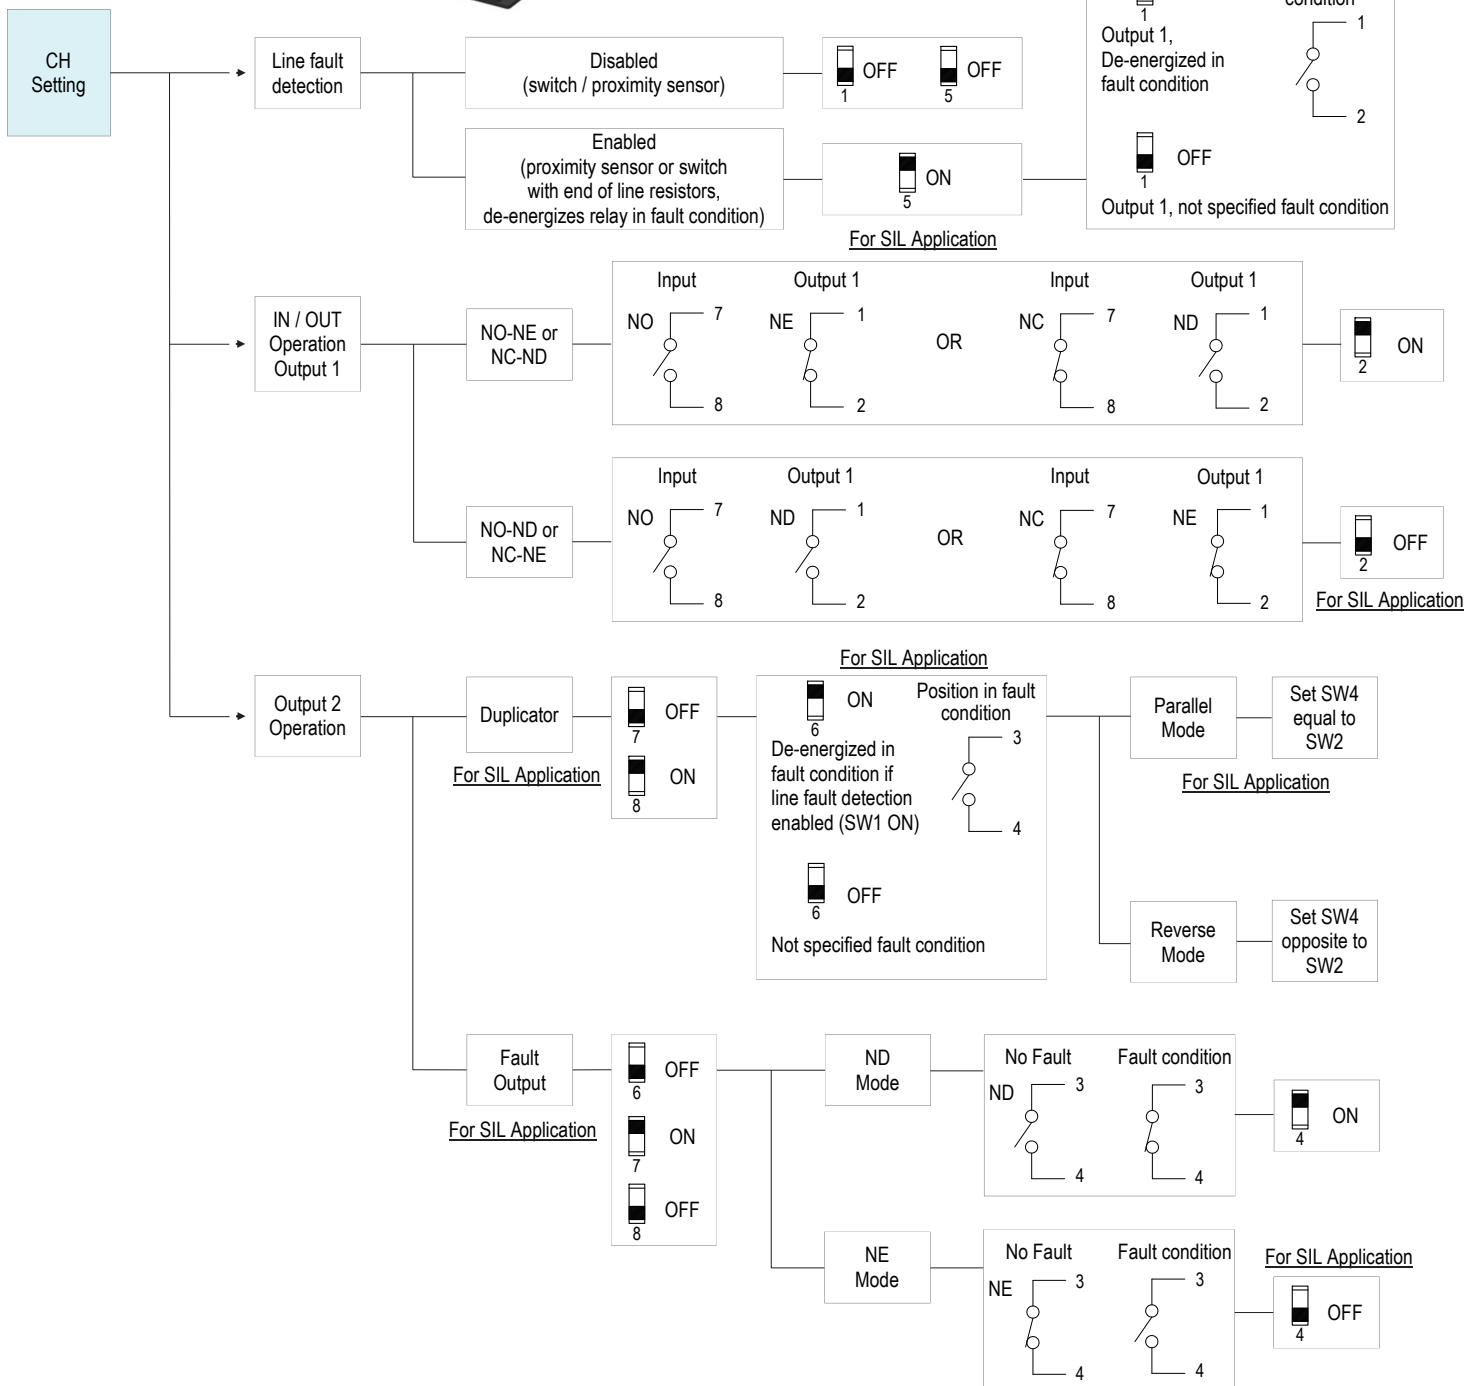 condition
1
Output 1,
De-energized in
fault condition
1
2
OFF
1
Output 1, not specified fault condition
CH
Setting
Line fault
detection
Disabled
(switch / proximity sensor)
OFF
1
OFF
5
Enabled
(proximity sensor or switch
with end of line resistors,
de-energizes relay in fault condition)
ON
5
For SIL Application
IN / OUT
Operation
Output 1
NO-NE or
NC-ND
Input
NO
7
8
Output 1
NE
1
2
OR
Input
NC
7
8
Output 1
ND
1
2
ON
2
NO-ND or
NC-NE
Input
NO
7
8
Output 1
ND
1
2
OR
Input
NC
7
8
Output 1
NE
1
2
OFF
2
For SIL Application
Output 2
Operation
Duplicator
For SIL Application
OFF
7
ON
8
For SIL Application
ON
6
Position in fault
condition
3
4
De-energized in
fault condition if
line fault detection
enabled (SW1 ON)
OFF
6
Not specified fault condition
Parallel
Mode
Set SW4
equal to
SW2
For SIL Application
Reverse
Mode
Set SW4
opposite to
SW2
Fault
Output
For SIL Application
OFF
6
ON
7
OFF
8
ND
Mode
No Fault
ND
3
4
Fault condition
3
4
ON
4
NE
Mode
No Fault
NE
3
4
Fault condition
3
4
For SIL Application
OFF
4